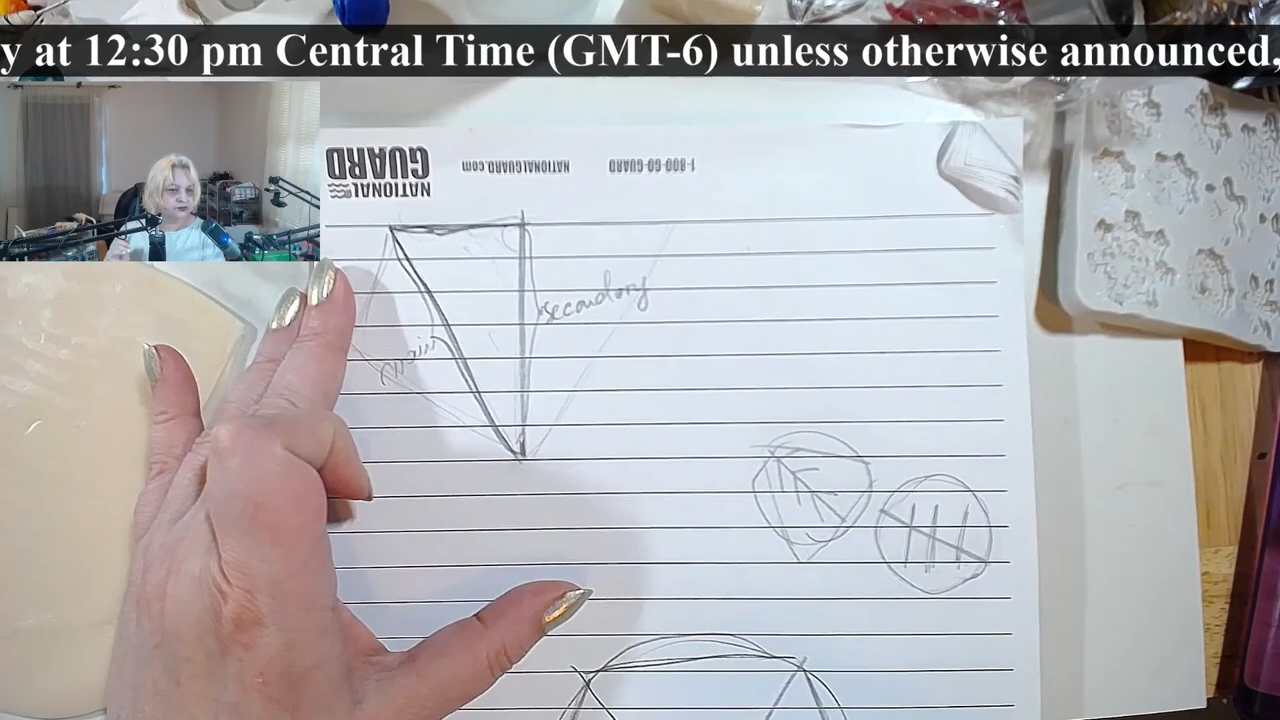 y at 12:30 pm Central Time (GMT-6) unless otherwise announced,
NATIONAL GUARD
NATIONALGUARD.com
1-800-GO-GUARD
secondary
main